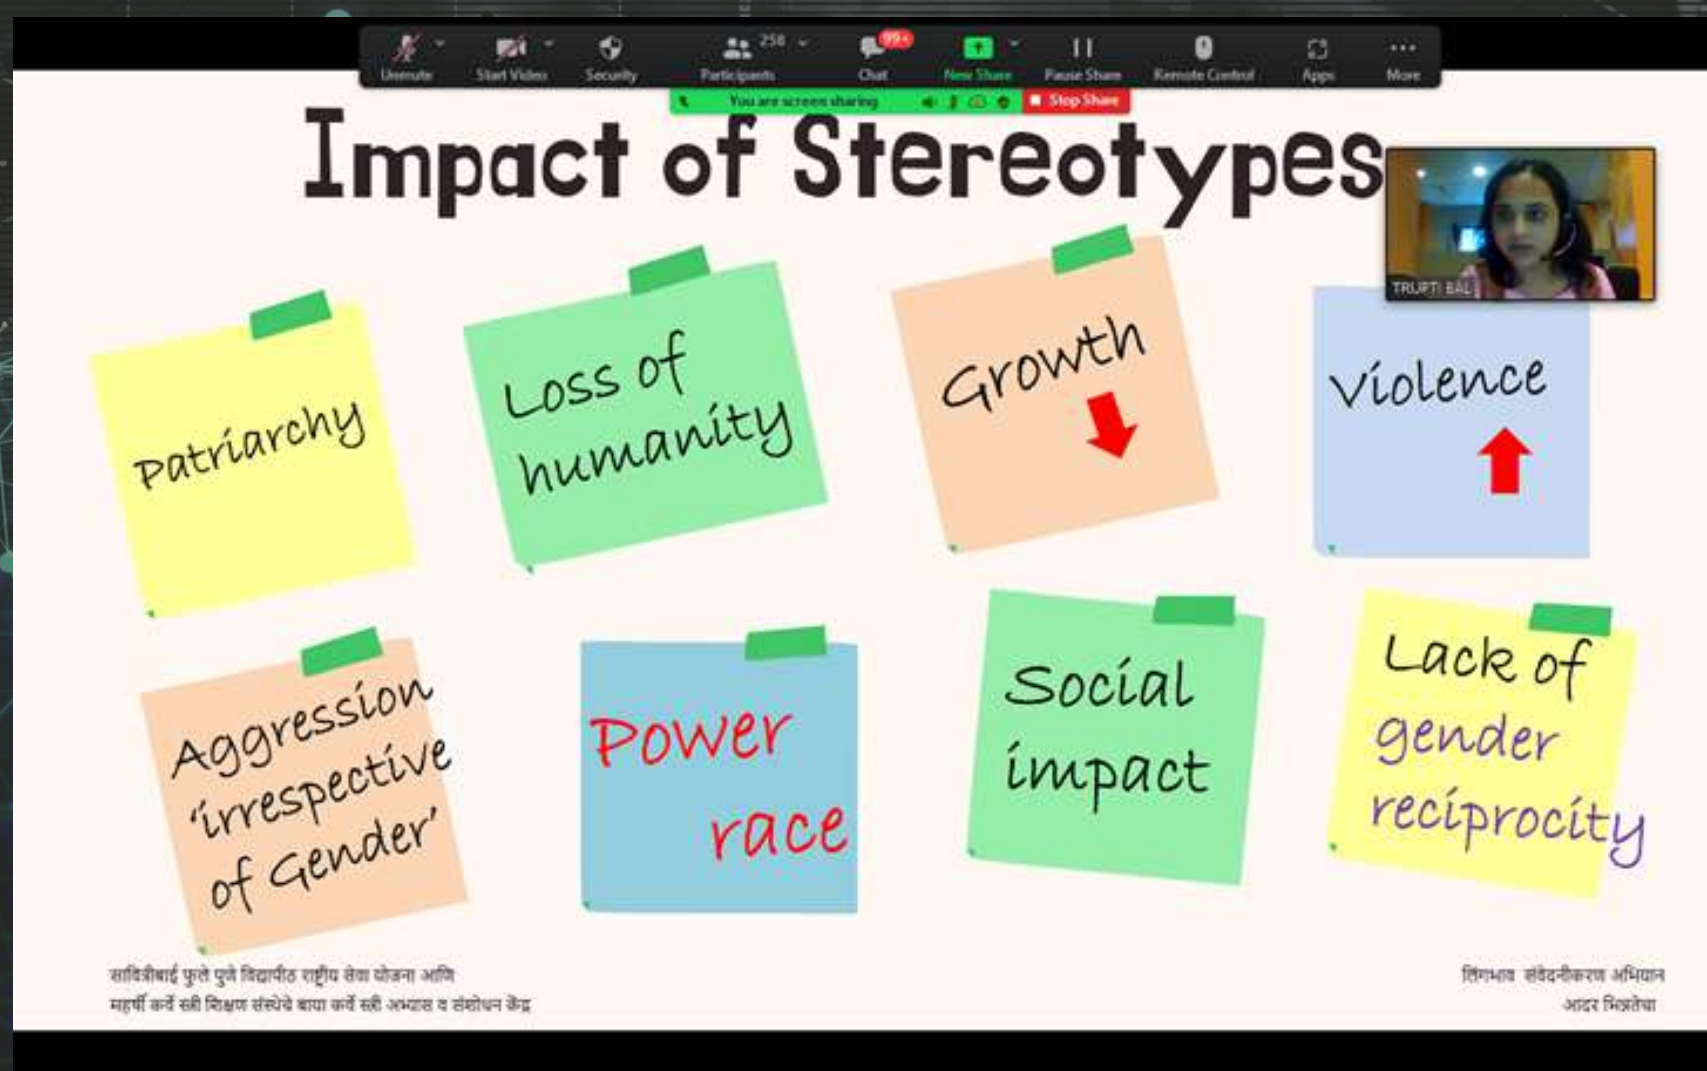 Unmute
Start Video
Security
Participants
258
Chat
99+
New Share
Pause Share
Remote Control
Apps
More
You are screen sharing
Stop Share
Impact of Stereotypes
TRUPTI BAL
Patriarchy
Loss of
humanity
Growth
Violence
Aggression
'irrespective
of Gender'
Power
race
Social
impact
Lack of
gender
reciprocity
सावित्रीबाई फुले पुणे विद्यापीठ राष्ट्रीय सेवा योजना आणि
महर्षी कर्वे स्त्री शिक्षण संस्थेचे बाया कर्वे स्त्री अभ्यास व संशोधन केंद्र
लिंगभाव संवेदनीकरण अभियान
आदर भिन्नतेचा